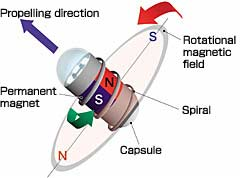 Propelling direction
S
Rotational
magnetic
field
Permanent
magnet
N
S
Spiral
Capsule
N